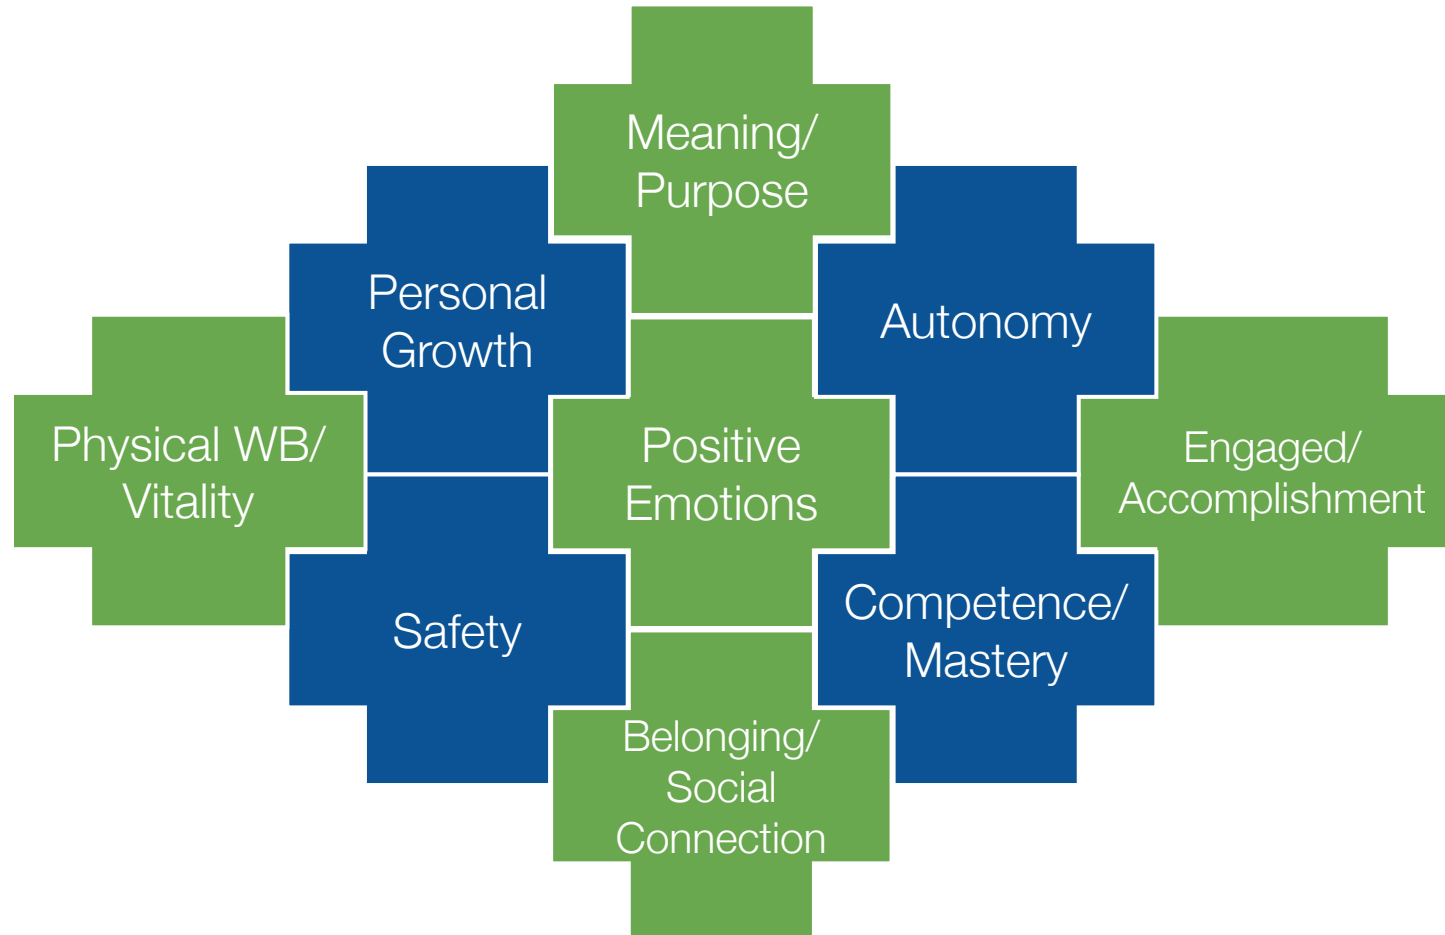 Meaning/
Purpose
Personal
Growth
Autonomy
Physical WB/
Vitality
Positive
Emotions
Engaged/
Accomplishment
Safety
Competence/
Mastery
Belonging/
Social
Connection